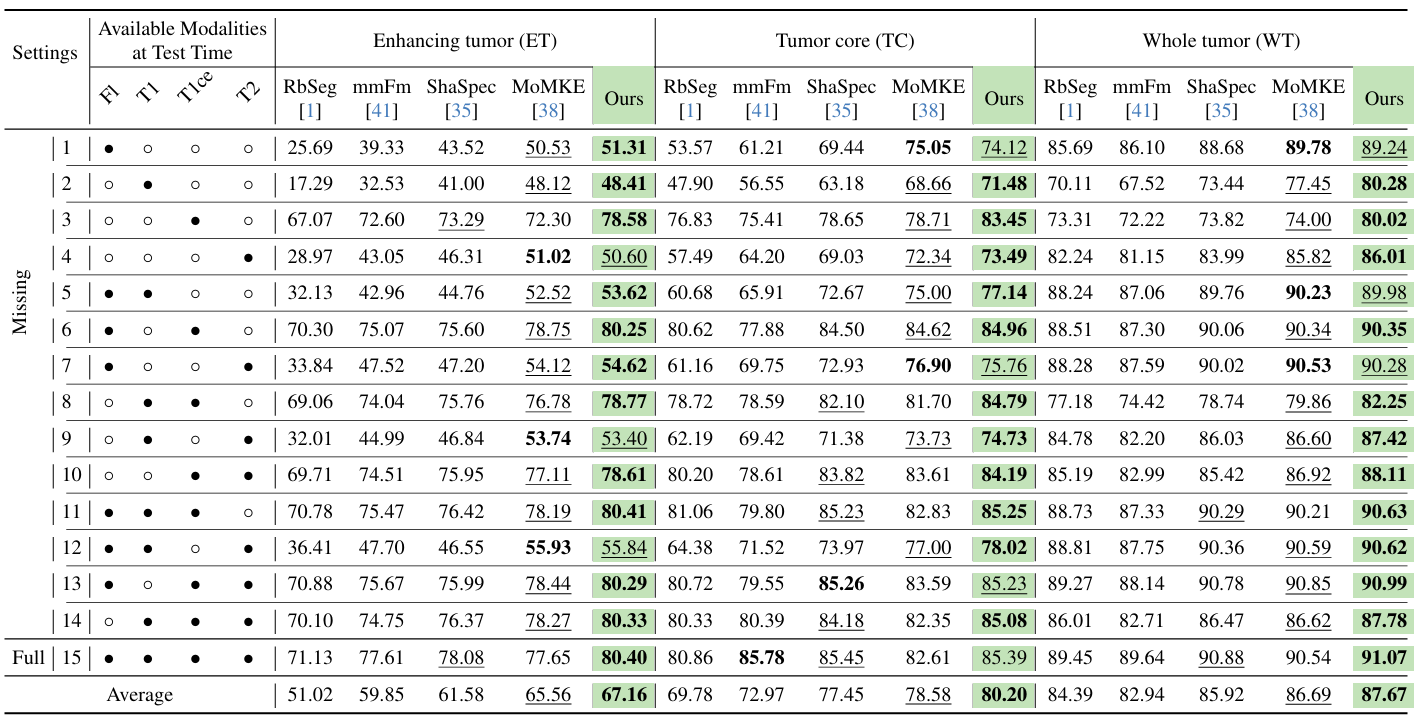 Settings Available Modalities at Test Time Enhancing tumor (ET) Tumor core (TC) Whole tumor (WT)
Fl T1 T1ce T2 RbSeg [1] mmFm [41] ShaSpec [35] MoMKE [38] Ours RbSeg [1] mmFm [41] ShaSpec [35] MoMKE [38] Ours RbSeg [1] mmFm [41] ShaSpec [35] MoMKE [38] Ours
Missing
1 ● ○ ○ ○ 25.69 39.33 43.52 50.53 51.31 53.57 61.21 69.44 75.05 74.12 85.69 86.10 88.68 89.78 89.24
2 ○ ● ○ ○ 17.29 32.53 41.00 48.12 48.41 47.90 56.55 63.18 68.66 71.48 70.11 67.52 73.44 77.45 80.28
3 ○ ○ ● ○ 67.07 72.60 73.29 72.30 78.58 76.83 75.41 78.65 78.71 83.45 73.31 72.22 73.82 74.00 80.02
4 ○ ○ ○ ● 28.97 43.05 46.31 51.02 50.60 57.49 64.20 69.03 72.34 73.49 82.24 81.15 83.99 85.82 86.01
5 ● ● ○ ○ 32.13 42.96 44.76 52.52 53.62 60.68 65.91 72.67 75.00 77.14 88.24 87.06 89.76 90.23 89.98
6 ● ○ ● ○ 70.30 75.07 75.60 78.75 80.25 80.62 77.88 84.50 84.62 84.96 88.51 87.30 90.06 90.34 90.35
7 ● ○ ○ ● 33.84 47.52 47.20 54.12 54.62 61.16 69.75 72.93 76.90 75.76 88.28 87.59 90.02 90.53 90.28
8 ○ ● ● ○ 69.06 74.04 75.76 76.78 78.77 78.72 78.59 82.10 81.70 84.79 77.18 74.42 78.74 79.86 82.25
9 ○ ● ○ ● 32.01 44.99 46.84 53.74 53.40 62.19 69.42 71.38 73.73 74.73 84.78 82.20 86.03 86.60 87.42
10 ○ ○ ● ● 69.71 74.51 75.95 77.11 78.61 80.20 78.61 83.82 83.61 84.19 85.19 82.99 85.42 86.92 88.11
11 ● ● ● ○ 70.78 75.47 76.42 78.19 80.41 81.06 79.80 85.23 82.83 85.25 88.73 87.33 90.29 90.21 90.63
12 ● ● ○ ● 36.41 47.70 46.55 55.93 55.84 64.38 71.52 73.97 77.00 78.02 88.81 87.75 90.36 90.59 90.62
13 ● ○ ● ● 70.88 75.67 75.99 78.44 80.29 80.72 79.55 85.26 83.59 85.23 89.27 88.14 90.78 90.85 90.99
14 ○ ● ● ● 70.10 74.75 76.37 78.27 80.33 80.33 80.39 84.18 82.35 85.08 86.01 82.71 86.47 86.62 87.78
Full 15 ● ● ● ● 71.13 77.61 78.08 77.65 80.40 80.86 85.78 85.45 82.61 85.39 89.45 89.64 90.88 90.54 91.07
Average 51.02 59.85 61.58 65.56 67.16 69.78 72.97 77.45 78.58 80.20 84.39 82.94 85.92 86.69 87.67